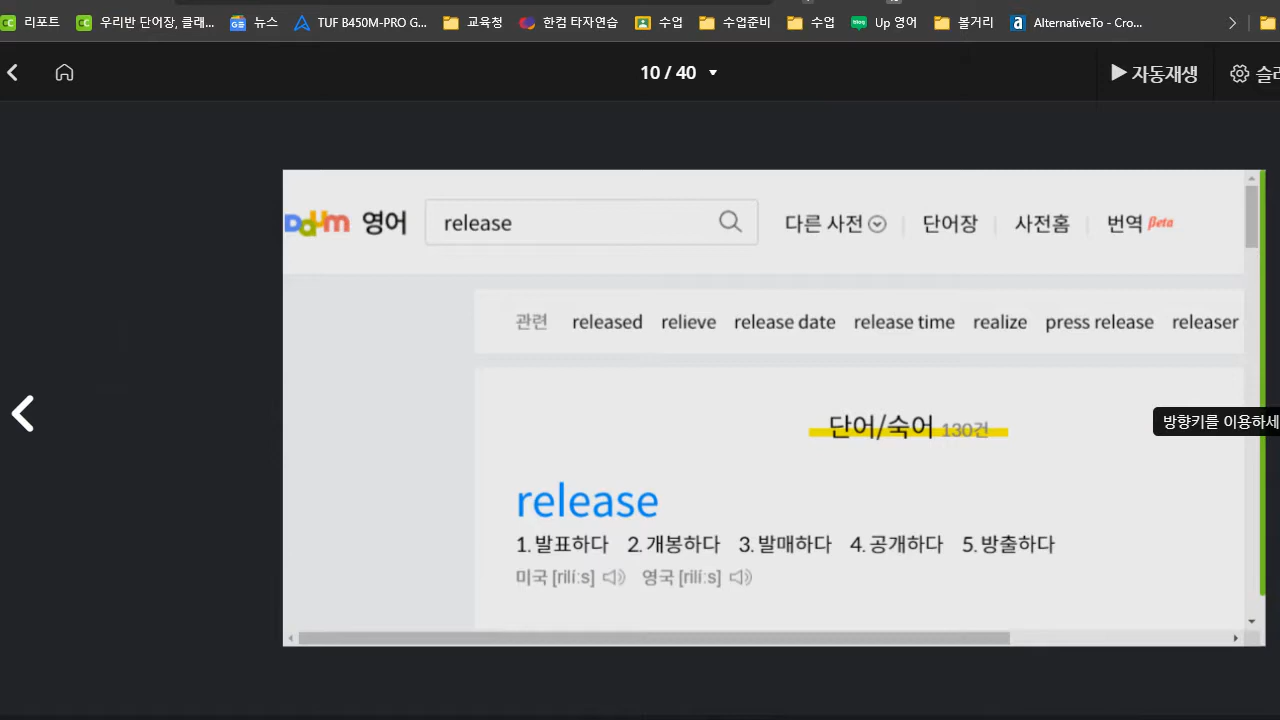 리포트 우리반 단어장, 클래... 뉴스 TUF B450M-PRO G... 교육청 한컴 타자연습 수업 수업준비 수업 Up 영어 볼거리 AlternativeTo - Cro...
10 / 40 자동재생 슬라
Daum 영어 release 다른 사전 단어장 사전홈 번역 Beta
관련 released relieve release date release time realize press release releaser
방향키를 이용하세
단어/숙어 130건
release
1. 발표하다 2. 개봉하다 3. 발매하다 4. 공개하다 5. 방출하다
미국 [rilíːs] 영국 [rilíːs]